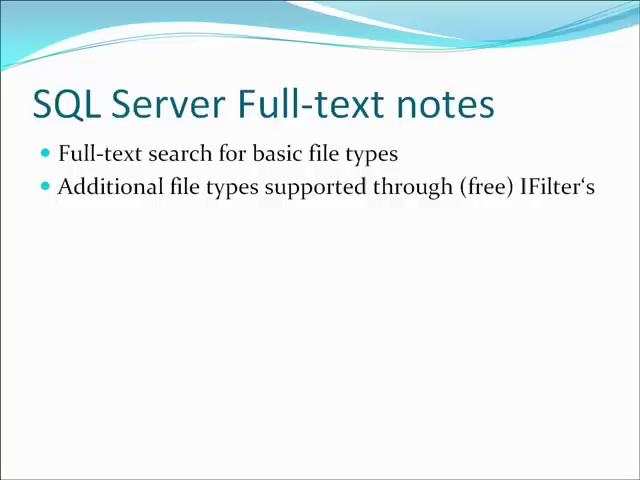 SQL Server Full-text notes
Full-text search for basic file types
Additional file types supported through (free) IFilter‘s